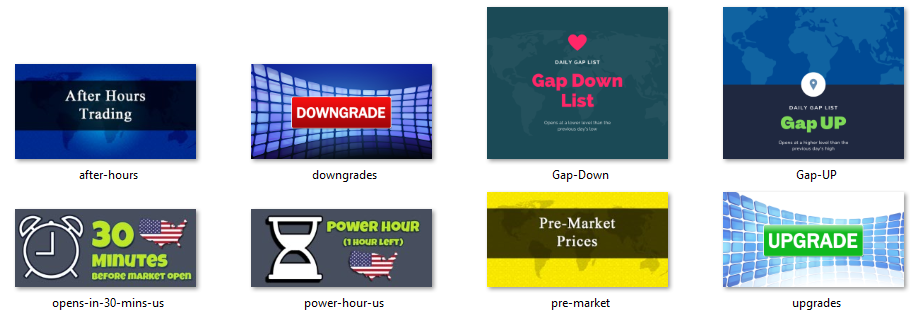 After Hours
Trading
after-hours
DOWNGRADE
downgrades
DAILY GAP LIST
Gap Down
List
Opens at a lower level than the
previous day's low
Gap-Down
DAILY GAP LIST
Gap UP
Opens at a higher level than the
previous day's high
Gap-UP
30
Minutes
Before market open
opens-in-30-mins-us
Power Hour
(1 Hour Left)
power-hour-us
Pre-Market
Prices
pre-market
UPGRADE
upgrades